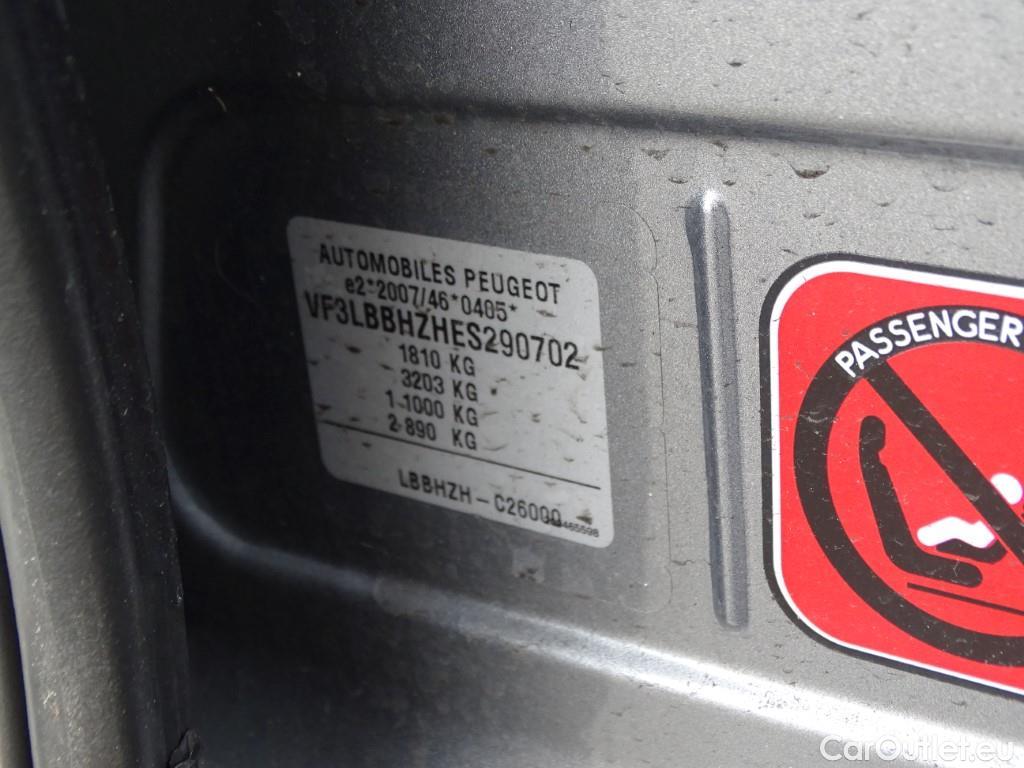 AUTOMOBILES PEUGEOT
e2*2007/46*0405*
VF3LBBHZHES290702
1810 KG
3203 KG
1-1000 KG
2-890 KG
LBBHZH-C26000
PASSENGER
CarOutlet.eu